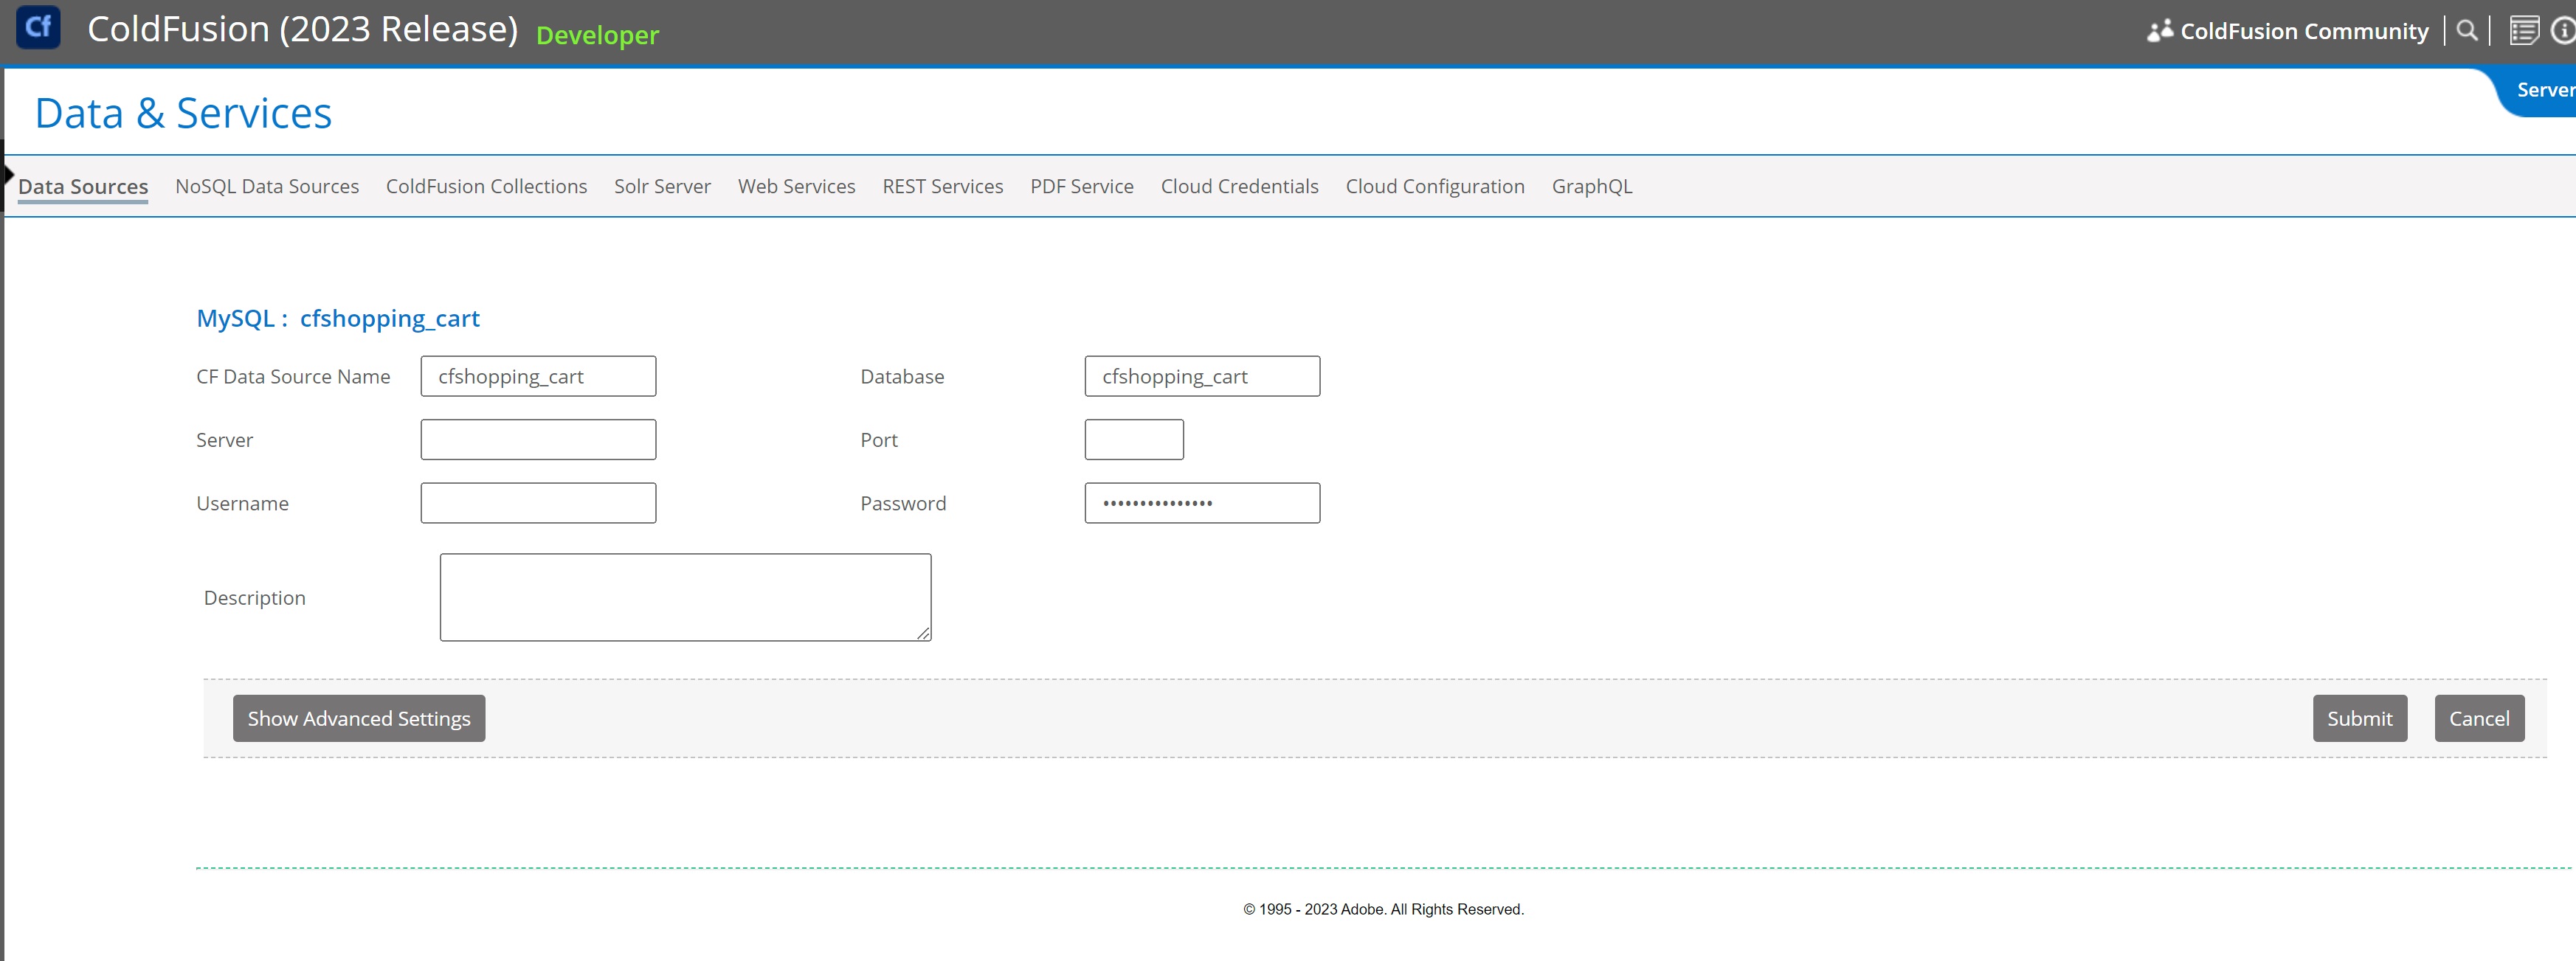 Cf ColdFusion (2023 Release) Developer ColdFusion Community
Data & Services Server
Data Sources NoSQL Data Sources ColdFusion Collections Solr Server Web Services REST Services PDF Service Cloud Credentials Cloud Configuration GraphQL
MySQL : cfshopping_cart
CF Data Source Name cfshopping_cart Database cfshopping_cart
Server Port
Username Password •••••••••••••••
Description
Show Advanced Settings Submit Cancel
© 1995 - 2023 Adobe. All Rights Reserved.